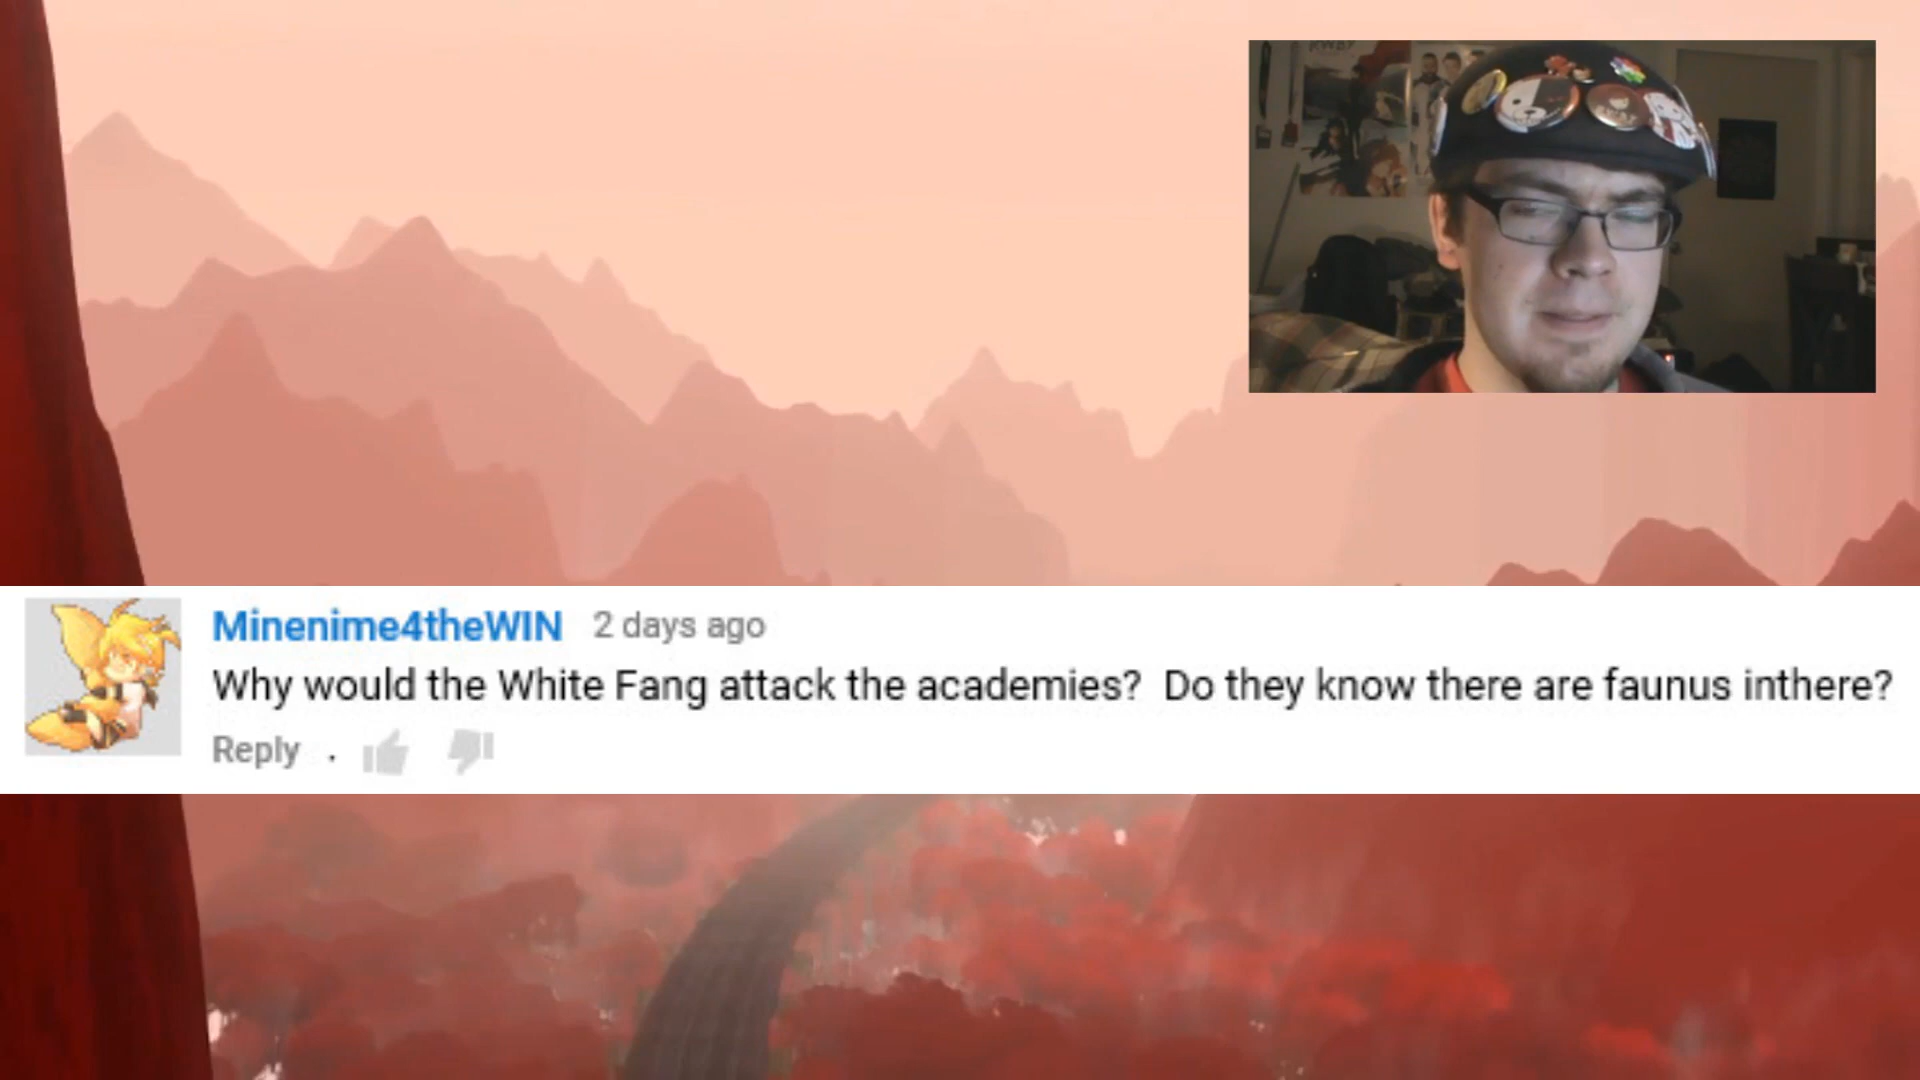 RWBY
Minenime4theWIN 2 days ago
Why would the White Fang attack the academies? Do they know there are faunus inthere?
Reply .